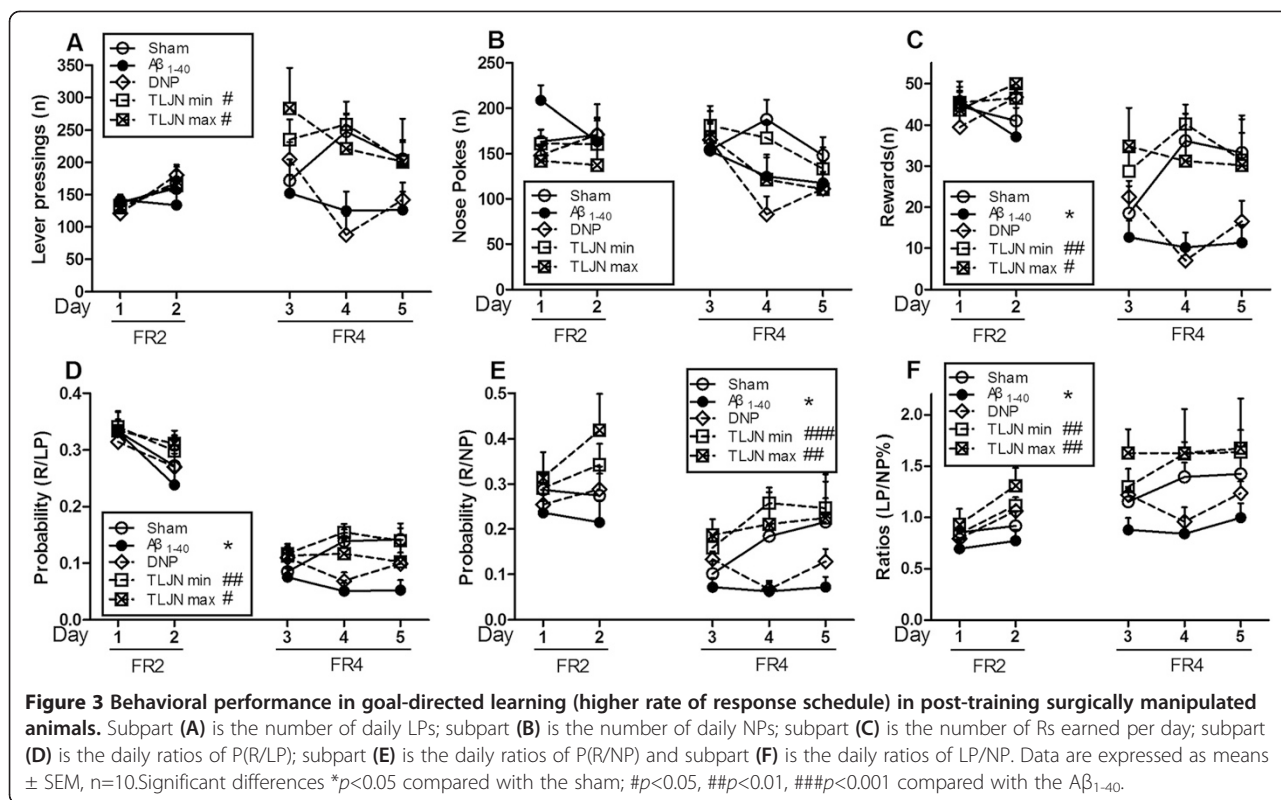 A
Sham
Aβ 1-40
DNP
TLJN min #
TLJN max #
Lever pressings (n)
350
300
250
200
150
100
50
0
Day 1 2 3 4 5
FR2 FR4
B
Nose Pokes (n)
250
200
150
100
50
0
Sham
Aβ 1-40
DNP
TLJN min
TLJN max
Day 1 2 3 4 5
FR2 FR4
C
Rewards(n)
50
40
30
20
10
0
Sham
Aβ 1-40 *
DNP
TLJN min ##
TLJN max #
Day 1 2 3 4 5
FR2 FR4
D
Probability (R/LP)
0.4
0.3
0.2
0.1
0.0
Sham
Aβ 1-40 *
DNP
TLJN min ##
TLJN max #
Day 1 2 3 4 5
FR2 FR4
E
Probability (R/NP)
0.5
0.4
0.3
0.2
0.1
0.0
Sham
Aβ 1-40 *
DNP
TLJN min ###
TLJN max ##
Day 1 2 3 4 5
FR2 FR4
F
Ratios (LP/NP%)
2.0
1.5
1.0
0.5
0.0
Sham
Aβ 1-40 *
DNP
TLJN min ##
TLJN max ##
Day 1 2 3 4 5
FR2 FR4
Figure 3 Behavioral performance in goal-directed learning (higher rate of response schedule) in post-training surgically manipulated
animals. Subpart (A) is the number of daily LPs; subpart (B) is the number of daily NPs; subpart (C) is the number of Rs earned per day; subpart
(D) is the daily ratios of P(R/LP); subpart (E) is the daily ratios of P(R/NP) and subpart (F) is the daily ratios of LP/NP. Data are expressed as means
± SEM, n=10.Significant differences *p<0.05 compared with the sham; #p<0.05, ##p<0.01, ###p<0.001 compared with the Aβ1-40.